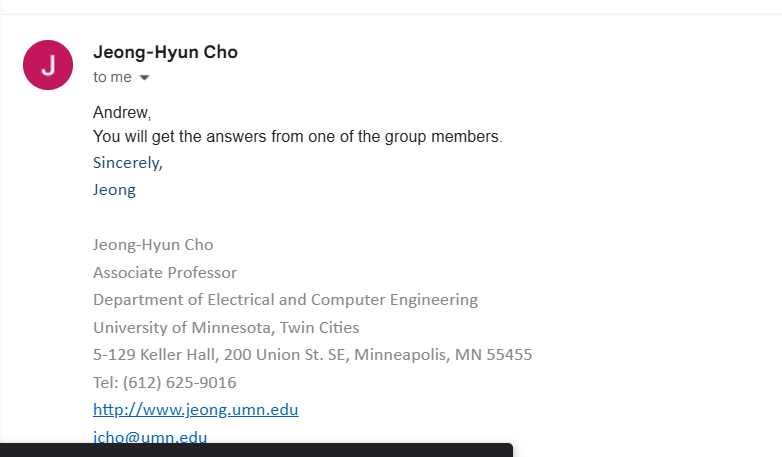 J
Jeong-Hyun Cho
to me
Andrew,
You will get the answers from one of the group members.
Sincerely,
Jeong
Jeong-Hyun Cho
Associate Professor
Department of Electrical and Computer Engineering
University of Minnesota, Twin Cities
5-129 Keller Hall, 200 Union St. SE, Minneapolis, MN 55455
Tel: (612) 625-9016
http://www.jeong.umn.edu
jcho@umn.edu